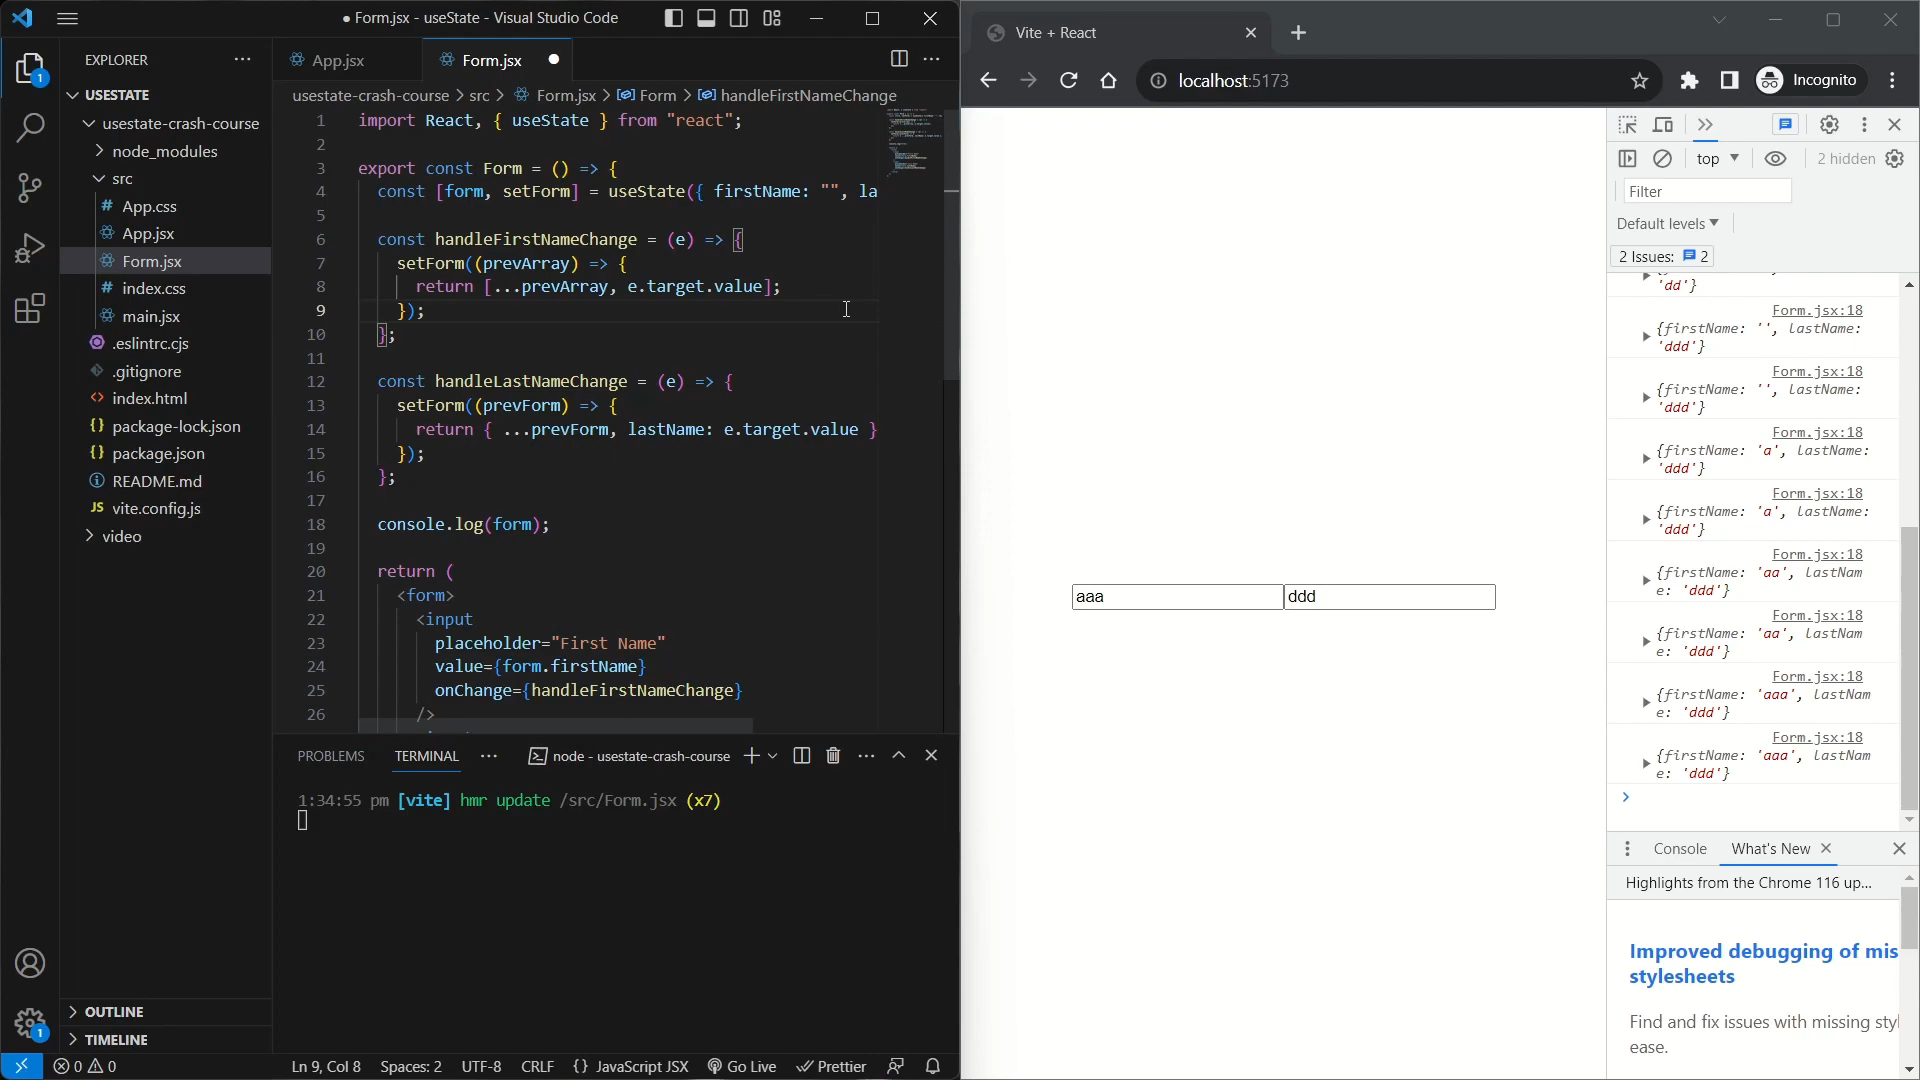 ● Form.jsx - useState - Visual Studio Code
EXPLORER
USESTATE
usestate-crash-course
node_modules
src
# App.css
App.jsx
Form.jsx
# index.css
main.jsx
.eslintrc.cjs
.gitignore
<> index.html
{} package-lock.json
{} package.json
README.md
JS vite.config.js
video
OUTLINE
TIMELINE
1
1
App.jsx
Form.jsx
usestate-crash-course > src > Form.jsx > Form > handleFirstNameChange
1 import React, { useState } from "react";
2
3 export const Form = () => {
4 const [form, setForm] = useState({ firstName: "", la
5
6 const handleFirstNameChange = (e) => {
7 setForm((prevArray) => {
8 return [...prevArray, e.target.value];
9 });
10 };
11
12 const handleLastNameChange = (e) => {
13 setForm((prevForm) => {
14 return { ...prevForm, lastName: e.target.value }
15 });
16 };
17
18 console.log(form);
19
20 return (
21 <form>
22 <input
23 placeholder="First Name"
24 value={form.firstName}
25 onChange={handleFirstNameChange}
26 />
PROBLEMS TERMINAL ··· node - usestate-crash-course
1:34:55 pm [vite] hmr update /src/Form.jsx (x7)
0 0 Ln 9, Col 8 Spaces: 2 UTF-8 CRLF {} JavaScript JSX Go Live Prettier
Vite + React
localhost:5173
Incognito
aaa
ddd
top
2 hidden
Filter
Default levels
2 Issues: 2
'dd'}
Form.jsx:18
{firstName: '', lastName:
'ddd'}
Form.jsx:18
{firstName: '', lastName:
'ddd'}
Form.jsx:18
{firstName: 'a', lastName:
'ddd'}
Form.jsx:18
{firstName: 'a', lastName:
'ddd'}
Form.jsx:18
{firstName: 'aa', lastNam
e: 'ddd'}
Form.jsx:18
{firstName: 'aa', lastNam
e: 'ddd'}
Form.jsx:18
{firstName: 'aaa', lastNam
e: 'ddd'}
Form.jsx:18
{firstName: 'aaa', lastNam
e: 'ddd'}
Console What's New
Highlights from the Chrome 116 up...
Improved debugging of mis
stylesheets
Find and fix issues with missing styl
ease.